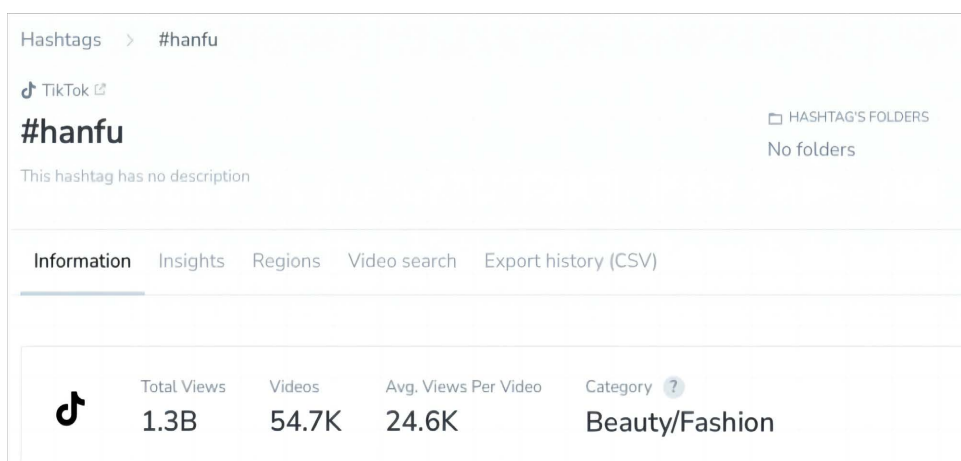 Hashtags > #hanfu
TikTok
#hanfu
This hashtag has no description
HASHTAG'S FOLDERS
No folders
Information Insights Regions Video search Export history (CSV)
Total Views Videos Avg. Views Per Video Category ?
1.3B 54.7K 24.6K Beauty/Fashion